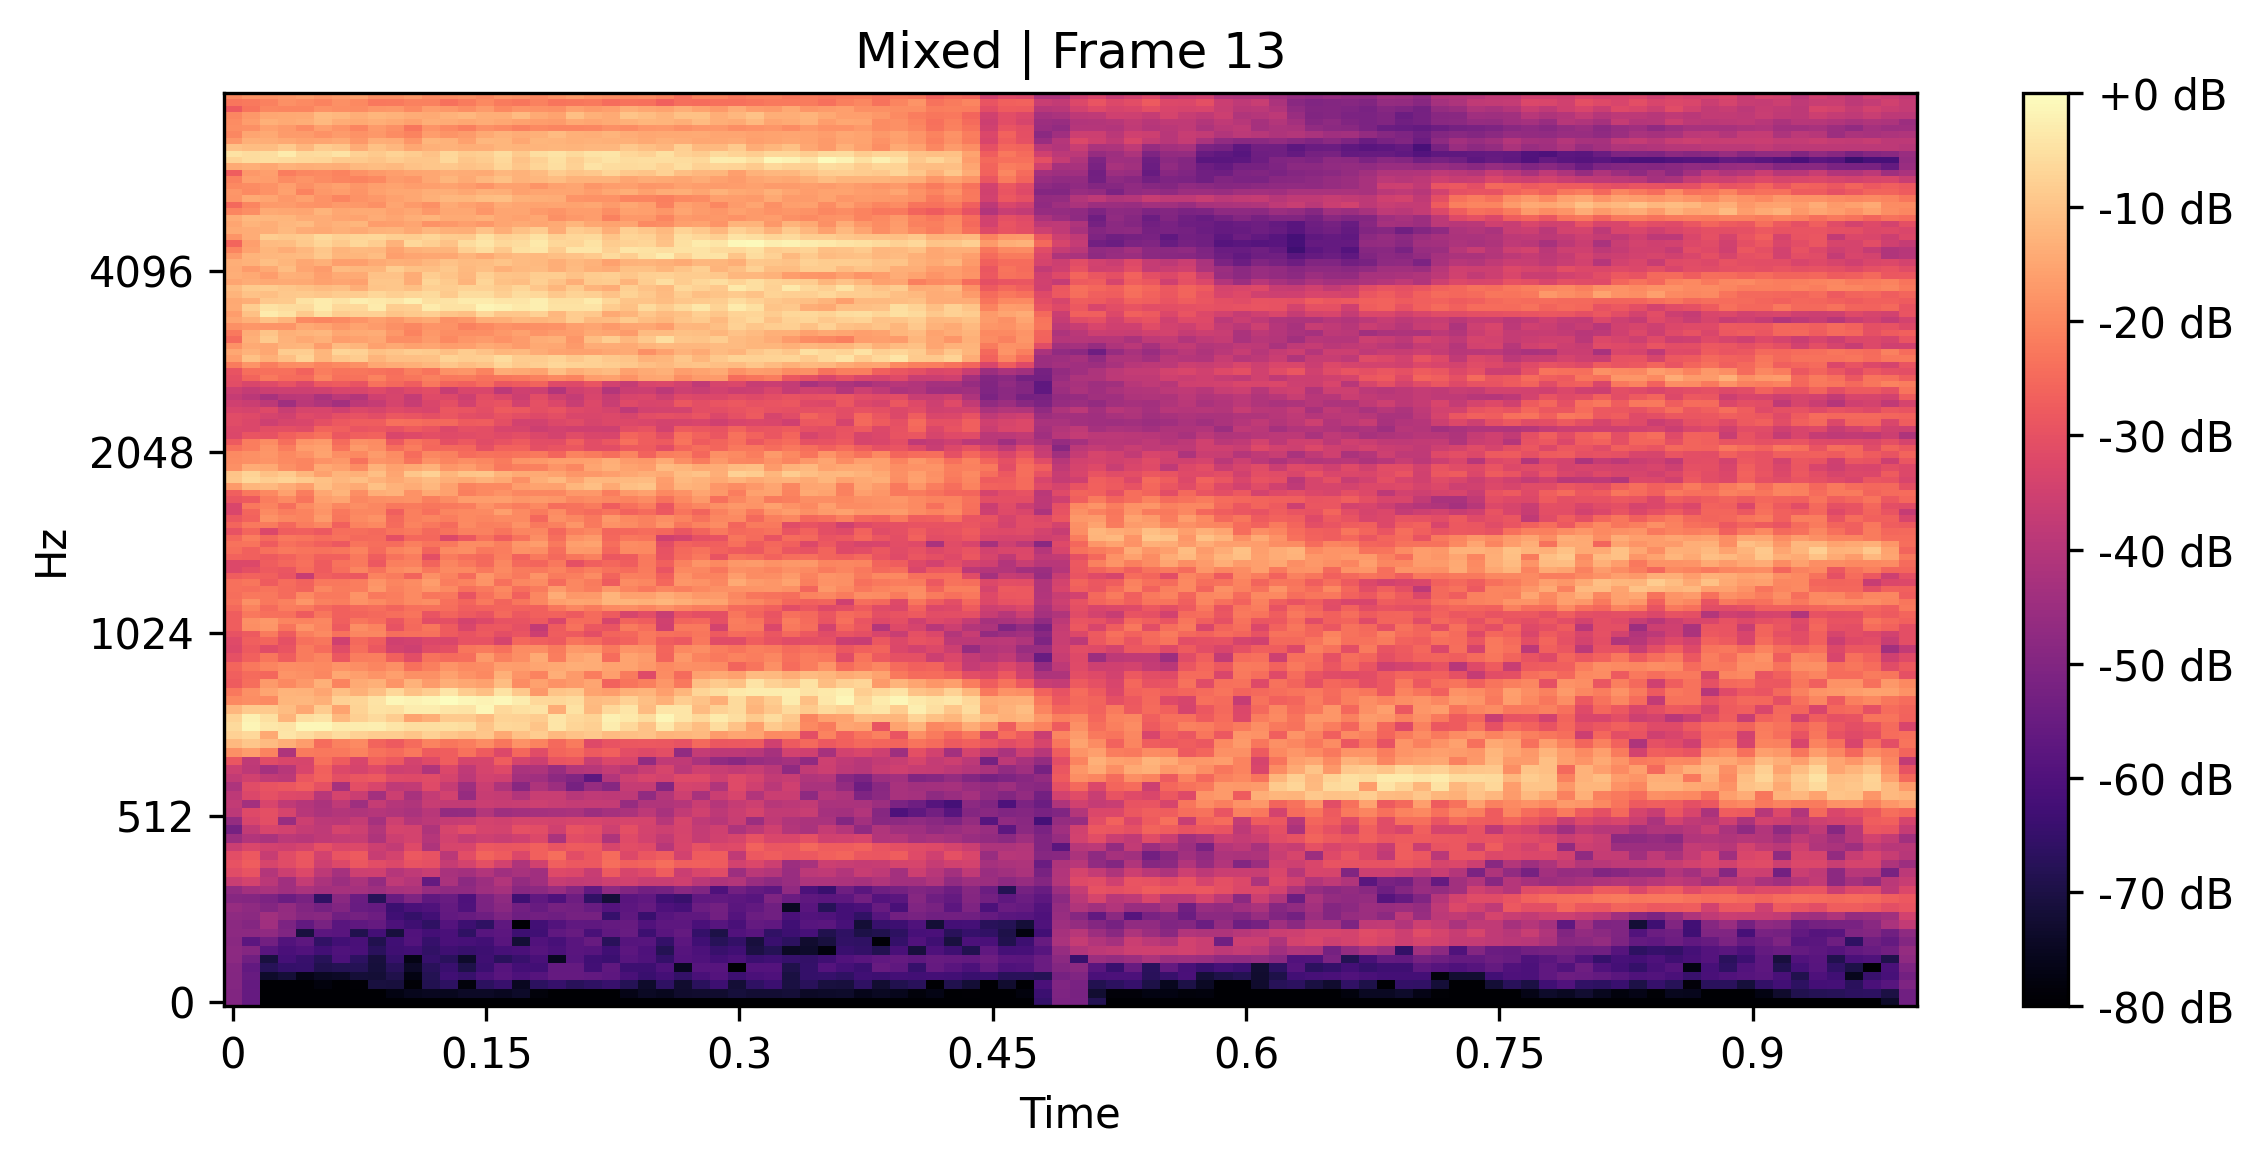 Mixed | Frame 13
+0 dB
-10 dB
-20 dB
-30 dB
-40 dB
-50 dB
-60 dB
-70 dB
-80 dB
Hz
4096
2048
1024
512
0
0 0.15 0.3 0.45 0.6 0.75 0.9
Time